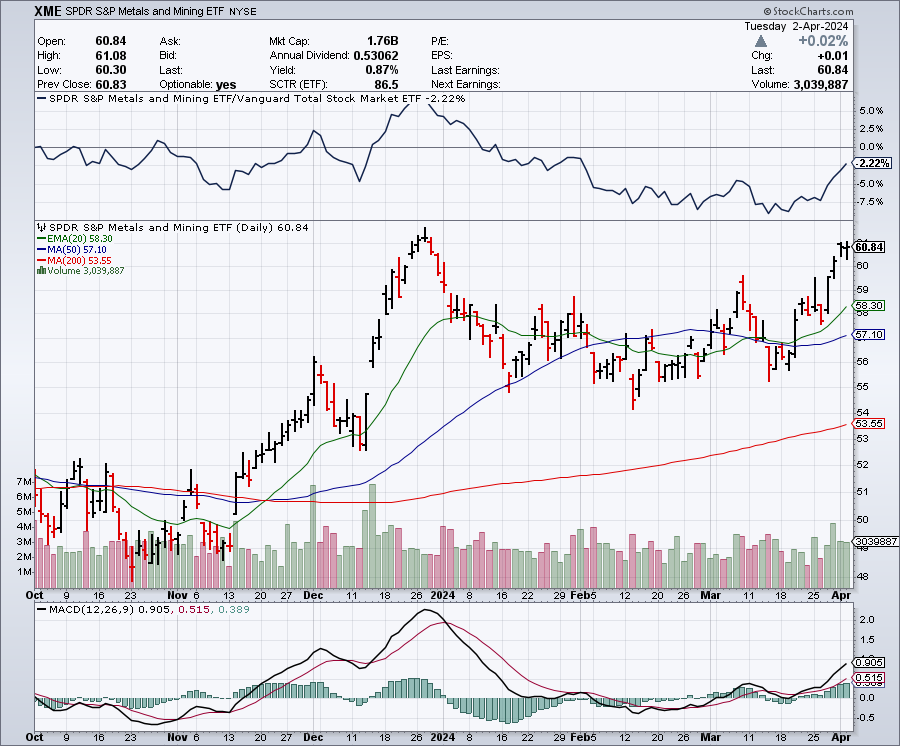 XME SPDR S&P Metals and Mining ETF NYSE
© StockCharts.com
Tuesday 2-Apr-2024
Open: 60.84 Ask: Mkt Cap: 1.76B P/E: +0.02%
High: 61.08 Bid: Annual Dividend: 0.53062 EPS: Chg: +0.01
Low: 60.30 Last: Yield: 0.87% Last Earnings: Last: 60.84
Prev Close: 60.83 Optionable: yes SCTR (ETF): 86.5 Next Earnings: Volume: 3,039,887
SPDR S&P Metals and Mining ETF/Vanguard Total Stock Market ETF -2.22%
5.0%
2.5%
0.0%
-2.22%
-5.0%
-7.5%
SPDR S&P Metals and Mining ETF (Daily) 60.84
EMA(20) 58.30
MA(50) 57.10
MA(200) 53.55
Volume 3,039,887
60.84
60
59
58.30
58
57.10
56
55
54
53.55
53
52
51
50
3039887
48
7M
6M
5M
4M
3M
2M
1M
Oct 9 16 23 Nov 6 13 20 27 Dec 11 18 26 2024 8 16 22 29 Feb 5 12 20 26 Mar 11 18 25 Apr
MACD(12,26,9) 0.905, 0.515, 0.389
2.0
1.5
0.905
0.515
0.0
-0.5
Oct 9 16 23 Nov 6 13 20 27 Dec 11 18 26 2024 8 16 22 29 Feb 5 12 20 26 Mar 11 18 25 Apr